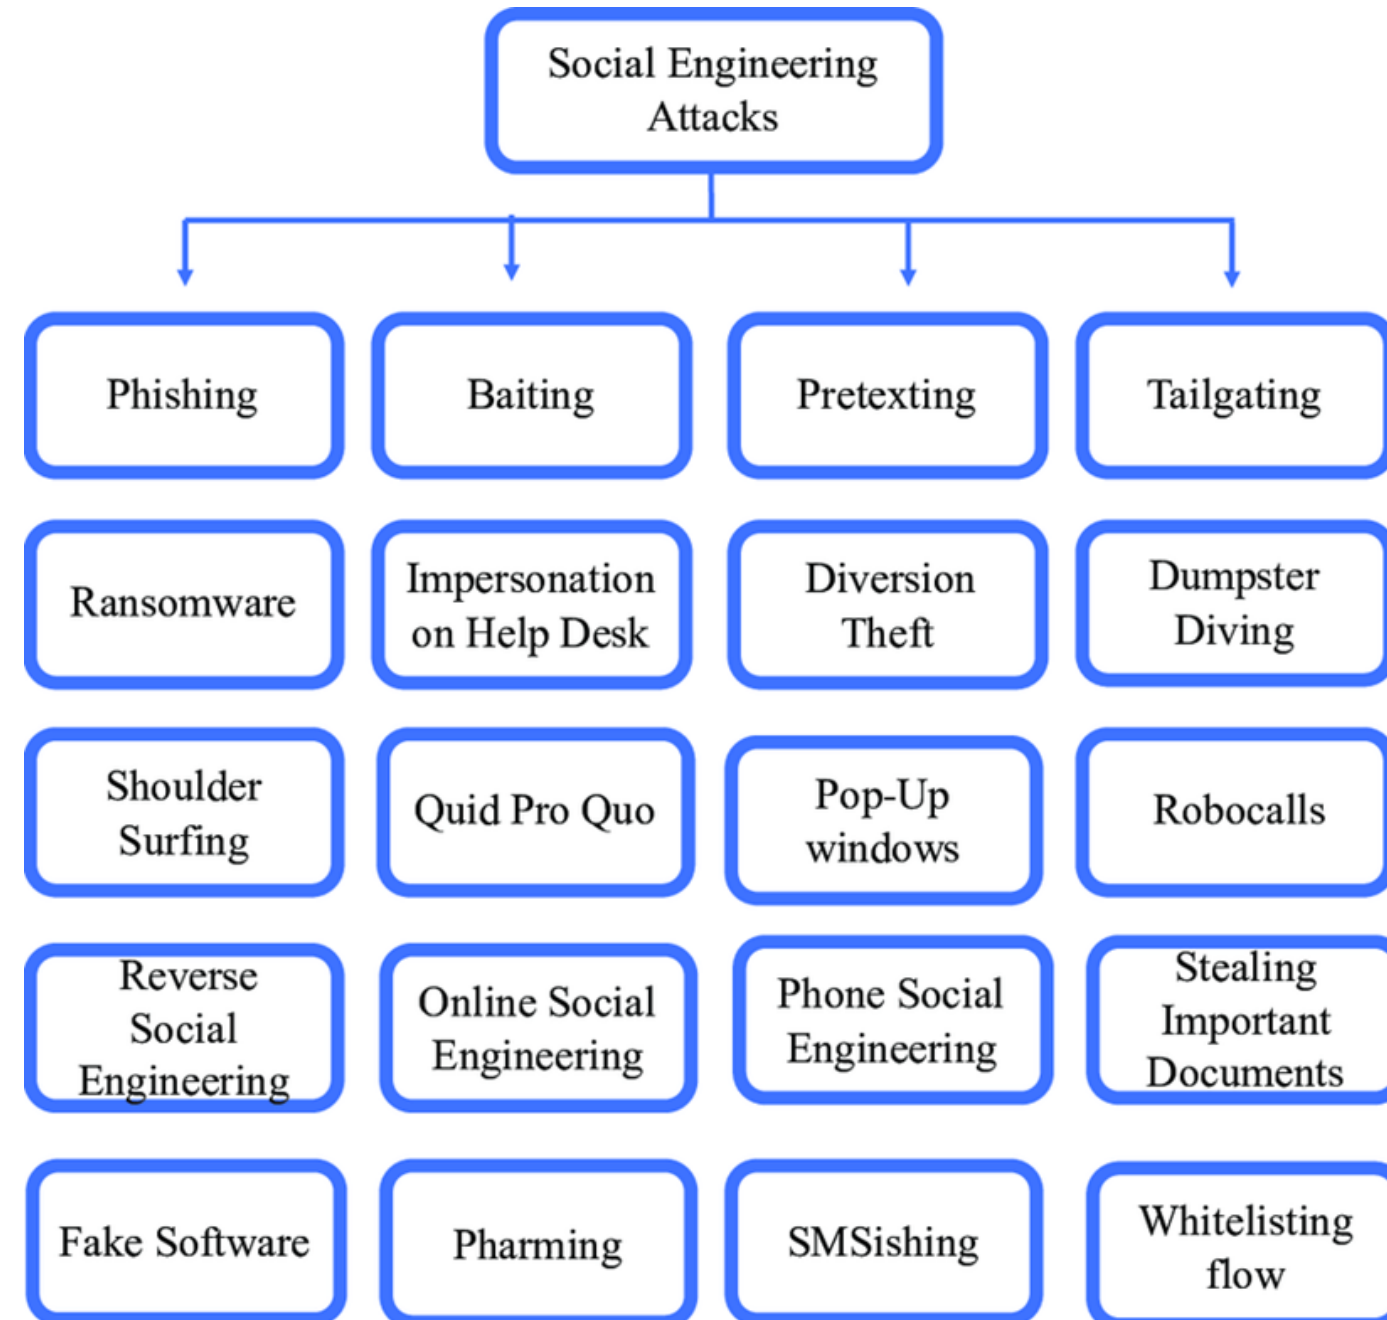 Social Engineering
Attacks
Phishing
Baiting
Pretexting
Tailgating
Ransomware
Impersonation
on Help Desk
Diversion
Theft
Dumpster
Diving
Shoulder
Surfing
Quid Pro Quo
Pop-Up
windows
Robocalls
Reverse
Social
Engineering
Online Social
Engineering
Phone Social
Engineering
Stealing
Important
Documents
Fake Software
Pharming
SMSishing
Whitelisting
flow